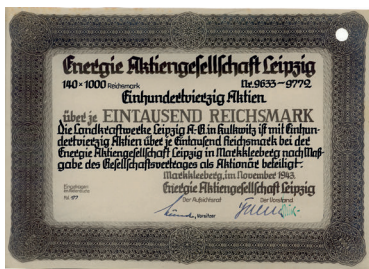 Energie Aktiengesellschaft Leipzig
140 × 1000 Reichsmark Nr. 9633–9772
Einhundertvierzig Aktien
über je EINTAUSEND REICHSMARK
Die Landkraftwerke Leipzig A-G. in Kulkwitz ist mit Einhun-
dertvierzig Aktien über je Eintausend Reichsmark bei der
Energie Aktiengesellschaft Leipzig in Markkleeberg nach Maß-
gabe des Gesellschaftsvertrages als Aktionär beteiligt.
Markkleeberg, im November 1943.
Energie Aktiengesellschaft Leipzig
Eingetragen
Der Aufsichtsrat Der Vorstand
Vorsitzer